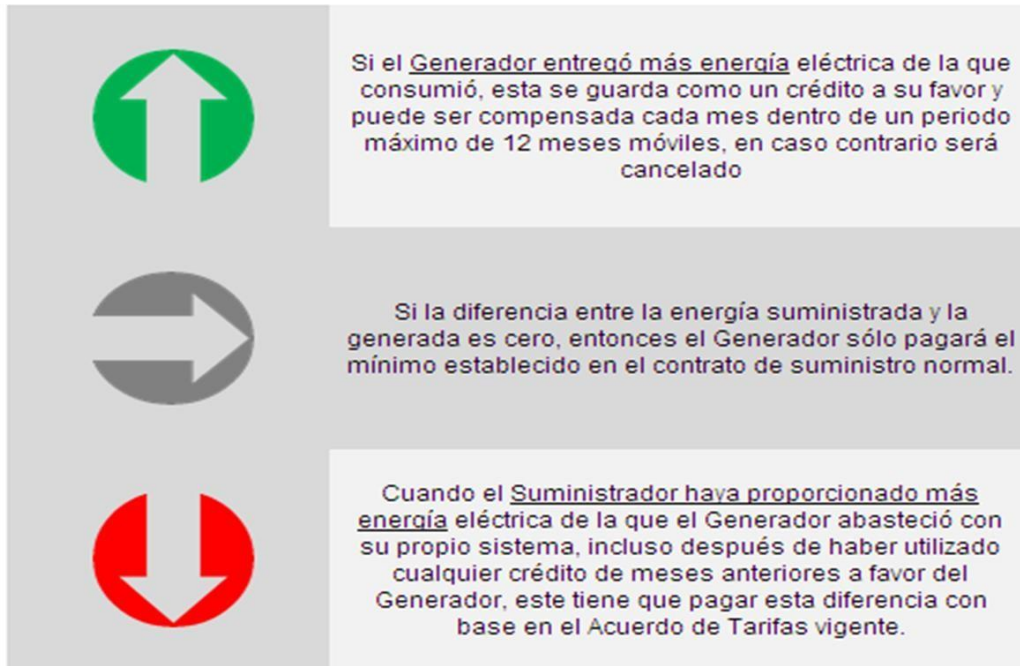 Si el Generador entregó más energía eléctrica de la que
consumió, esta se guarda como un crédito a su favor y
puede ser compensada cada mes dentro de un periodo
máximo de 12 meses móviles, en caso contrario será
cancelado
Si la diferencia entre la energía suministrada y la
generada es cero, entonces el Generador sólo pagará el
mínimo establecido en el contrato de suministro normal.
Cuando el Suministrador haya proporcionado más
energía eléctrica de la que el Generador abasteció con
su propio sistema, incluso después de haber utilizado
cualquier crédito de meses anteriores a favor del
Generador, este tiene que pagar esta diferencia con
base en el Acuerdo de Tarifas vigente.